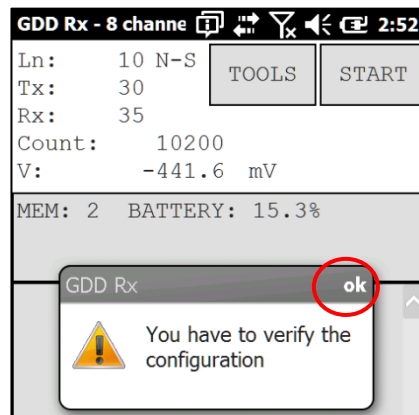 GDD Rx - 8 channe 2:52
Ln: 10 N-S
TOOLS START
Tx: 30
Rx: 35
Count: 10200
V: -441.6 mV
MEM: 2 BATTERY: 15.3%
GDD Rx ok
You have to verify the
configuration